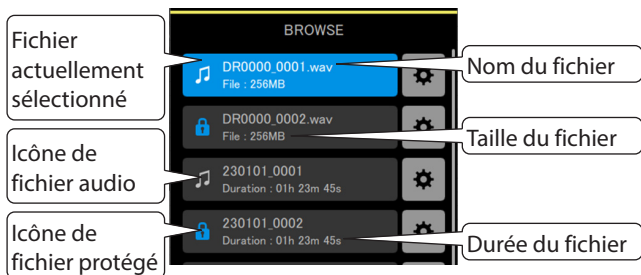 BROWSE
Fichier
actuellement
sélectionné
DR0000_0001.wav
File : 256MB
Nom du fichier
DR0000_0002.wav
File : 256MB
Taille du fichier
Icône de
fichier audio
230101_0001
Duration : 01h 23m 45s
Icône de
fichier protégé
230101_0002
Duration : 01h 23m 45s
Durée du fichier